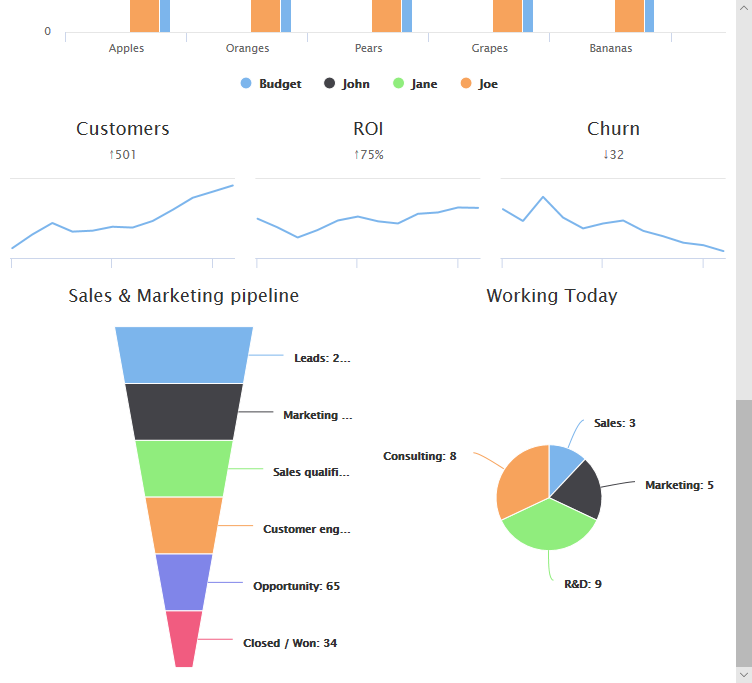 0
Apples Oranges Pears Grapes Bananas
Budget John Jane Joe
Customers
↑501
ROI
↑75%
Churn
↓32
Sales & Marketing pipeline
Leads: 2...
Marketing ...
Sales qualifi...
Customer eng...
Opportunity: 65
Closed / Won: 34
Working Today
Sales: 3
Consulting: 8
Marketing: 5
R&D: 9